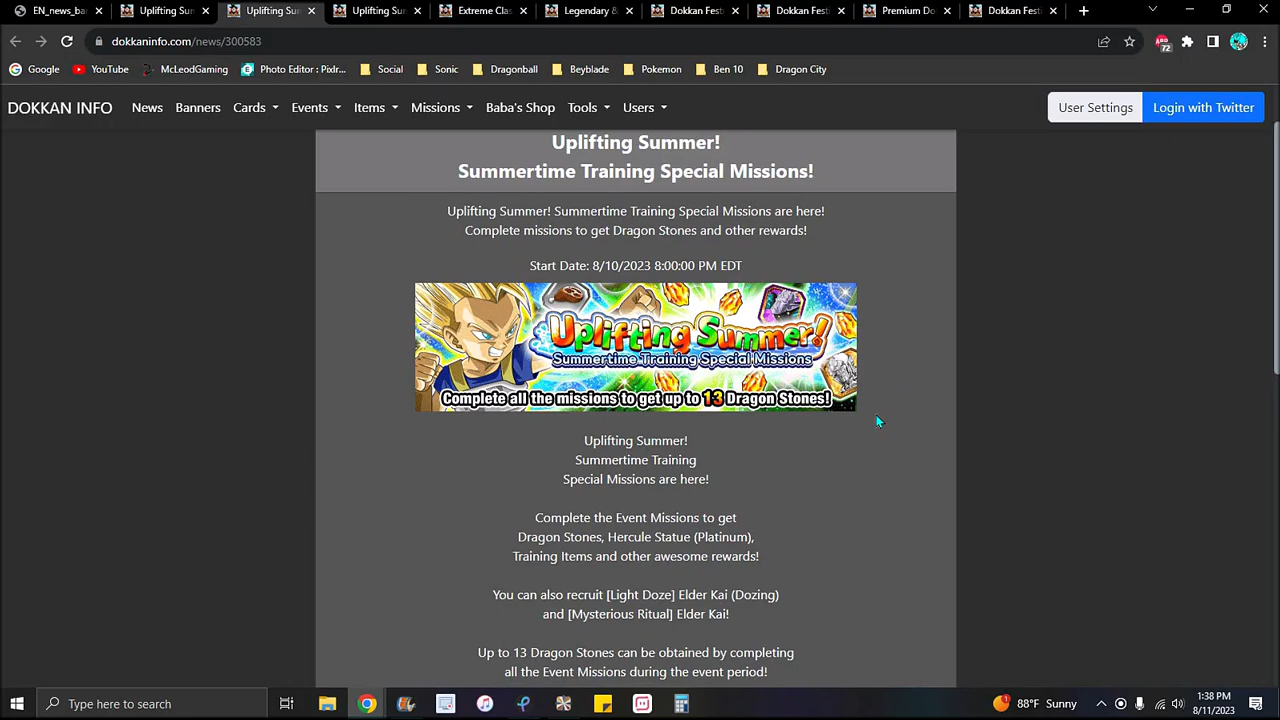 EN_news_ba
Uplifting Sum
Uplifting Sum
Uplifting Sum
Extreme Clas
Legendary &
Dokkan Festi
Dokkan Festi
Premium Do
Dokkan Festi
dokkaninfo.com/news/300583
72
Google
YouTube
McLeodGaming
Photo Editor : Pixlr...
Social
Sonic
Dragonball
Beyblade
Pokemon
Ben 10
Dragon City
DOKKAN INFO
News
Banners
Cards
Events
Items
Missions
Baba's Shop
Tools
Users
User Settings
Login with Twitter
Uplifting Summer!
Summertime Training Special Missions!
Uplifting Summer! Summertime Training Special Missions are here!
Complete missions to get Dragon Stones and other rewards!
Start Date: 8/10/2023 8:00:00 PM EDT
Uplifting Summer!
Summertime Training Special Missions
Complete all the missions to get up to 13 Dragon Stones!
Uplifting Summer!
Summertime Training
Special Missions are here!
Complete the Event Missions to get
Dragon Stones, Hercule Statue (Platinum),
Training Items and other awesome rewards!
You can also recruit [Light Doze] Elder Kai (Dozing)
and [Mysterious Ritual] Elder Kai!
Up to 13 Dragon Stones can be obtained by completing
all the Event Missions during the event period!
Type here to search
88°F Sunny
1:38 PM
8/11/2023